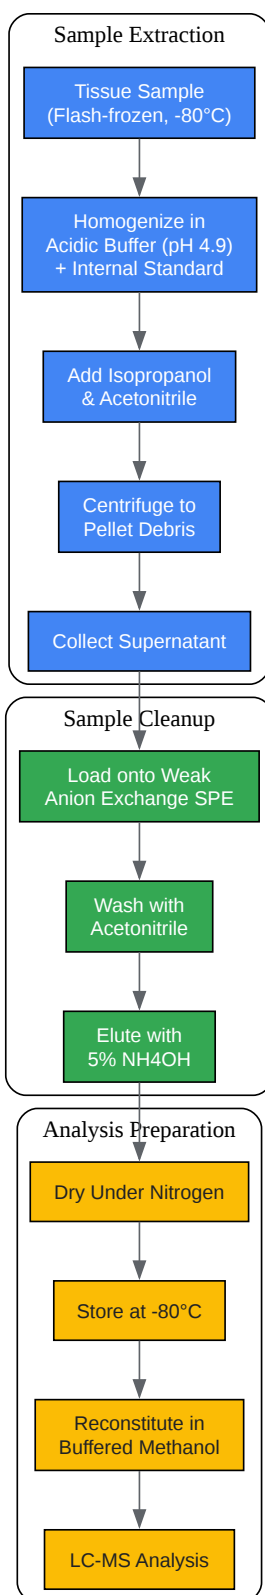 Sample Extraction
Tissue Sample
(Flash-frozen, -80°C)
Homogenize in
Acidic Buffer (pH 4.9)
+ Internal Standard
Add Isopropanol
& Acetonitrile
Centrifuge to
Pellet Debris
Collect Supernatant
Sample Cleanup
Load onto Weak
Anion Exchange SPE
Wash with
Acetonitrile
Elute with
5% NH4OH
Analysis Preparation
Dry Under Nitrogen
Store at -80°C
Reconstitute in
Buffered Methanol
LC-MS Analysis